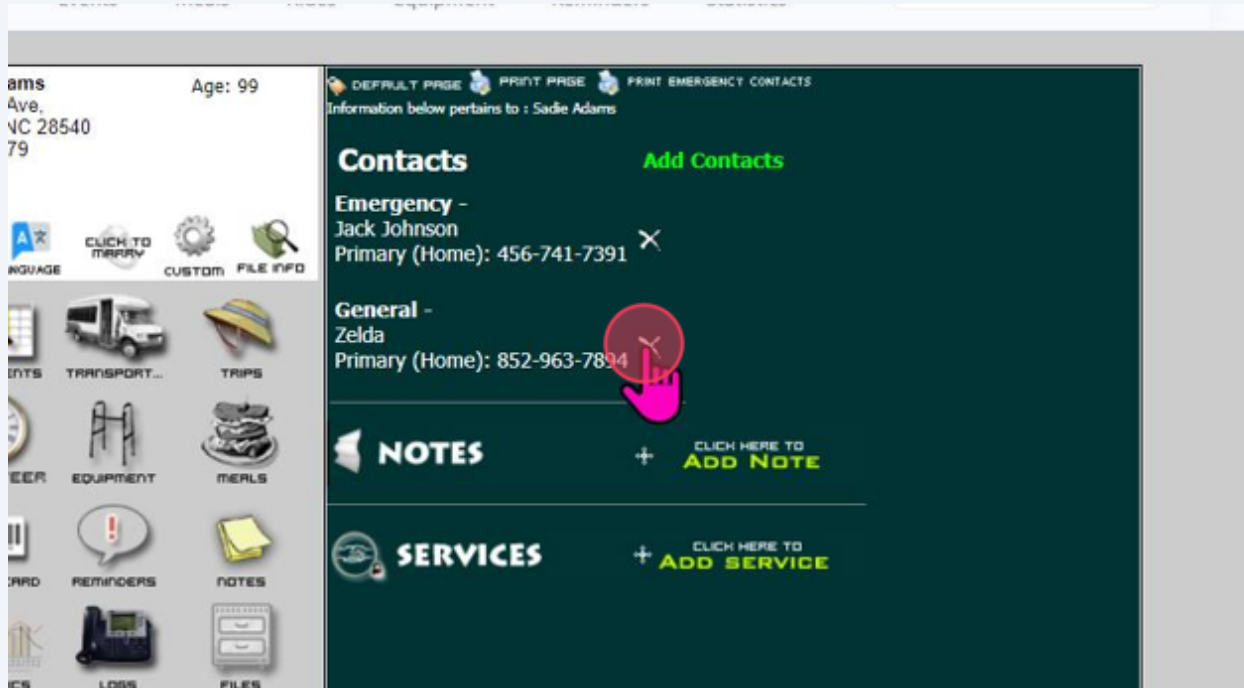 ams
Age: 99
Ave,
NC 28540
79
CLICK TO
MARRY
CUSTOM
FILE INFO
TRANSPORT...
TRIPS
EQUIPMENT
MEALS
REMINDERS
NOTES
LOGS
FILES
DEFAULT PAGE
PRINT PAGE
PRINT EMERGENCY CONTACTS
Information below pertains to : Sadie Adams
Contacts
Add Contacts
Emergency -
Jack Johnson
Primary (Home): 456-741-7391
General -
Zelda
Primary (Home): 852-963-7894
NOTES
CLICK HERE TO
ADD NOTE
SERVICES
CLICK HERE TO
ADD SERVICE